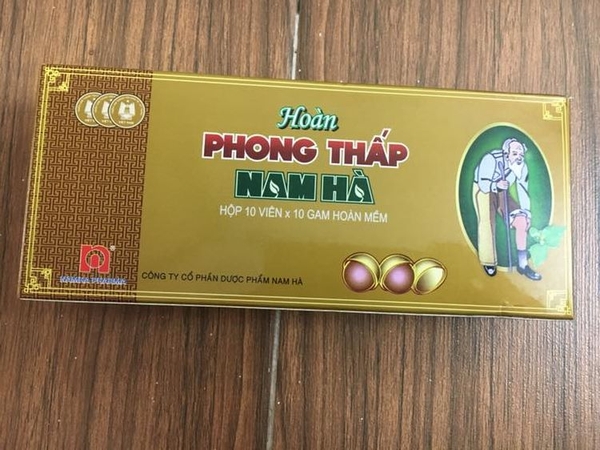 Hoàn
PHONG THẤP
NAM HÀ
HỘP 10 VIÊN x 10 GAM HOÀN MỀM
NAMHA PHARMA
CÔNG TY CỔ PHẦN DƯỢC PHẨM NAM HÀ